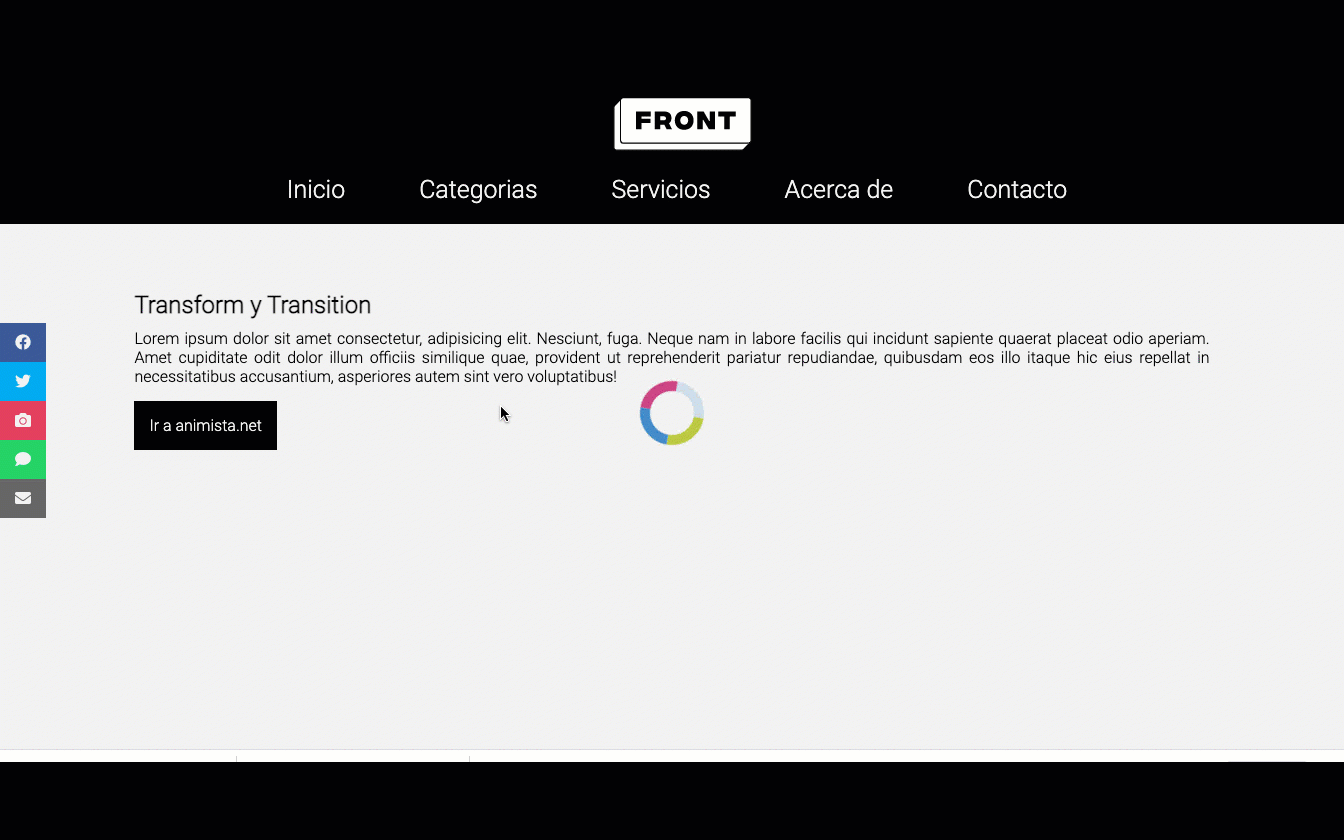 FRONT
Inicio Categorias Servicios Acerca de Contacto
Transform y Transition
Lorem ipsum dolor sit amet consectetur, adipisicing elit. Nesciunt, fuga. Neque nam in labore facilis qui incidunt sapiente quaerat placeat odio aperiam.
Amet cupiditate odit dolor illum officiis similique quae, provident ut reprehenderit pariatur repudiandae, quibusdam eos illo itaque hic eius repellat in
necessitatibus accusantium, asperiores autem sint vero voluptatibus!
Ir a animista.net